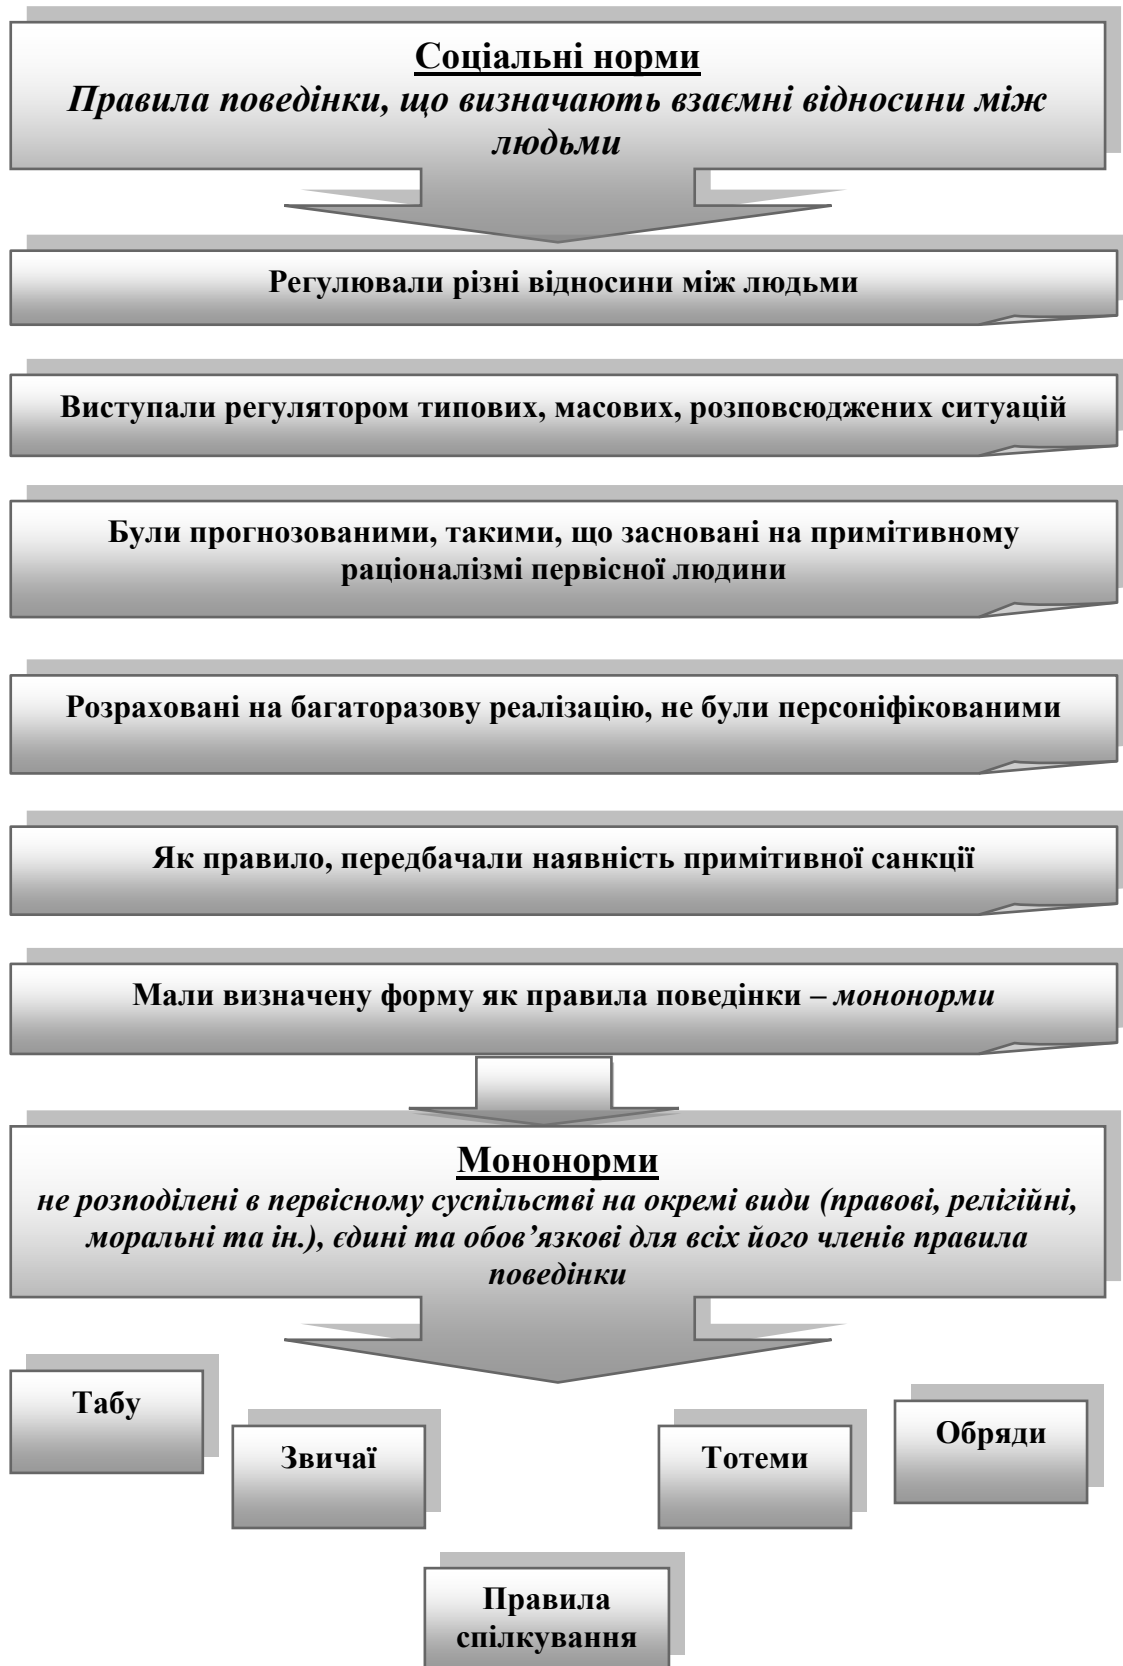 Соціальні норми
Правила поведінки, що визначають взаємні відносини між
людьми
Регулювали різні відносини між людьми
Виступали регулятором типових, масових, розповсюджених ситуацій
Були прогнозованими, такими, що засновані на примітивному
раціоналізмі первісної людини
Розраховані на багаторазову реалізацію, не були персоніфікованими
Як правило, передбачали наявність примітивної санкції
Мали визначену форму як правила поведінки – мононорми
Мононорми
не розподілені в первісному суспільстві на окремі види (правові, релігійні,
моральні та ін.), єдині та обов’язкові для всіх його членів правила
поведінки
Табу
Звичаї
Тотеми
Обряди
Правила
спілкування